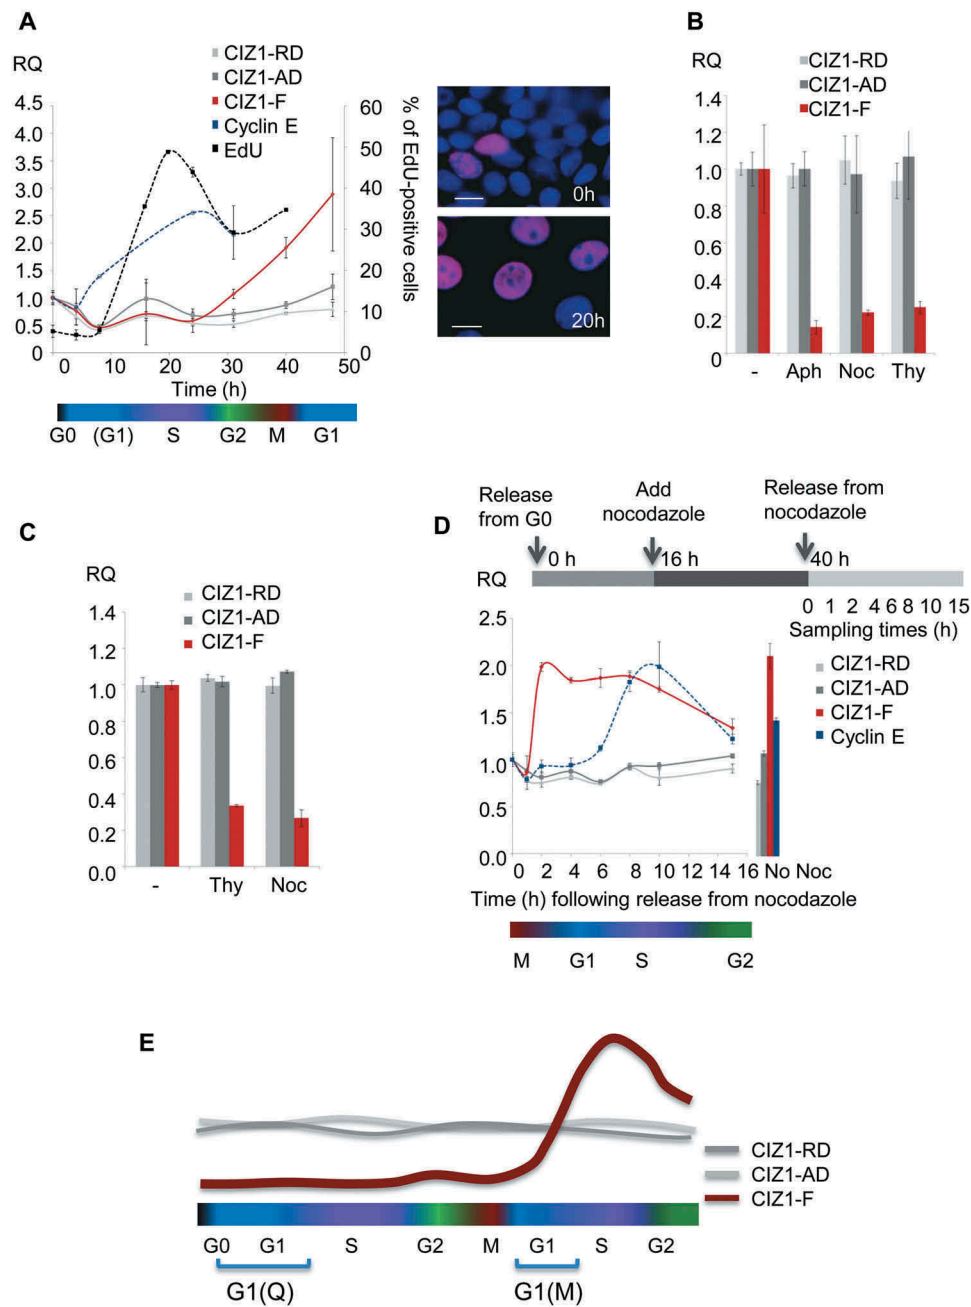 A
RQ
CIZ1-RD
CIZ1-AD
CIZ1-F
Cyclin E
EdU
4.5
4.0
3.5
3.0
2.5
2.0
1.5
1.0
0.5
0
60
50
40
30
20
10
0
% of EdU-positive cells
0 10 20 30 40 50
Time (h)
G0 (G1) S G2 M G1
0h
20h
B
RQ
CIZ1-RD
CIZ1-AD
CIZ1-F
1.4
1.2
1.0
0.8
0.6
0.4
0.2
0
- Aph Noc Thy
C
RQ
CIZ1-RD
CIZ1-AD
CIZ1-F
1.4
1.2
1.0
0.8
0.6
0.4
0.2
0.0
- Thy Noc
D
Release
from G0
Add
nocodazole
Release from
nocodazole
0 h
16 h
40 h
0 1 2 4 6 8 10 15
Sampling times (h)
RQ
2.5
2.0
1.5
1.0
0.5
0.0
CIZ1-RD
CIZ1-AD
CIZ1-F
Cyclin E
0 2 4 6 8 10 12 14 16
No Noc
Time (h) following release from nocodazole
M G1 S G2
E
CIZ1-RD
CIZ1-AD
CIZ1-F
G0 G1 S G2 M G1 S G2
G1(Q) G1(M)